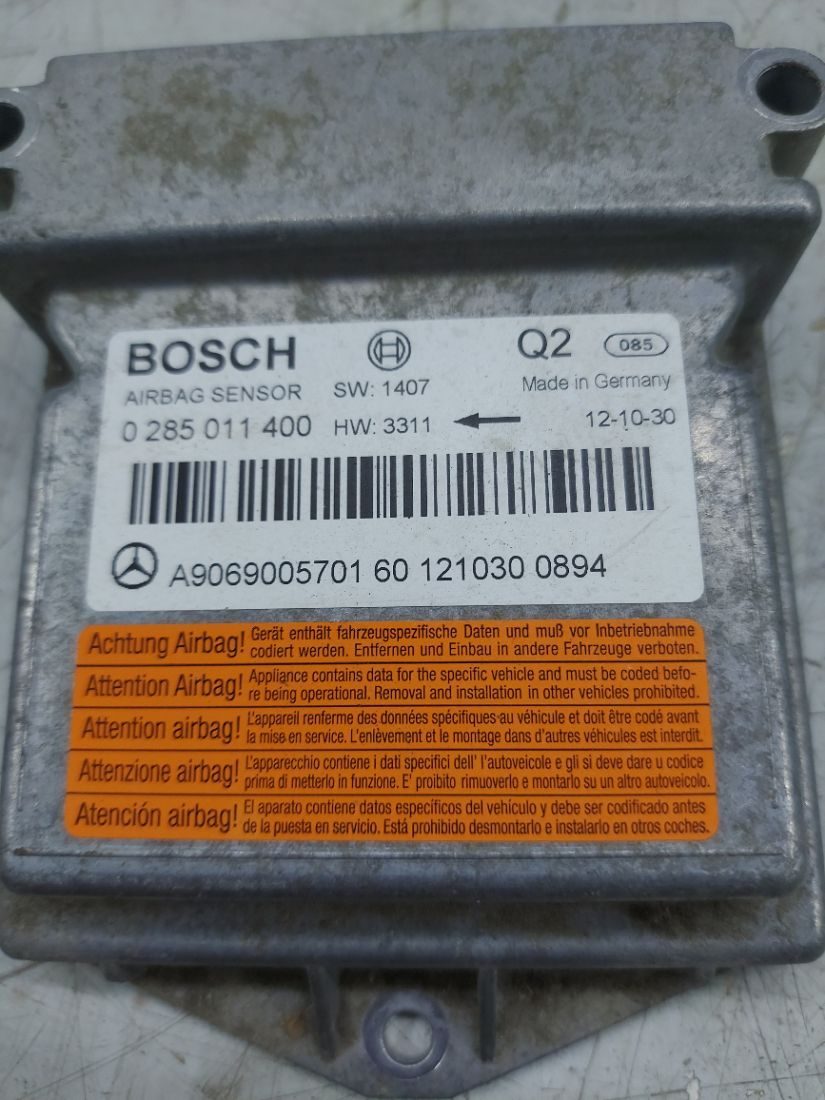 BOSCH Q2 085
AIRBAG SENSOR SW: 1407 Made in Germany
0 285 011 400 HW: 3311 12-10-30
A9069005701 60 121030 0894
Achtung Airbag! Gerät enthält fahrzeugspezifische Daten und muß vor Inbetriebnahme
codiert werden. Entfernen und Einbau in andere Fahrzeuge verboten.
Attention Airbag! Appliance contains data for the specific vehicle and must be coded befo-
re being operational. Removal and installation in other vehicles prohibited.
Attention airbag! L'appareil renferme des données spécifiques au véhicule et doit être codé avant
la mise en service. L'enlèvement et le montage dans d'autres véhicules est interdit.
Attenzione airbag! L'apparecchio contiene i dati specifici dell' l'autoveicole e gli si deve dare u codice
prima di metterlo in funzione. E' proibito rimuoverlo e montarlo su un altro autoveicolo.
Atención airbag! El aparato contiene datos específicos del vehículo y debe ser codificado antes
de la puesta en servicio. Está prohibido desmontarlo e instalarlo en otros coches.